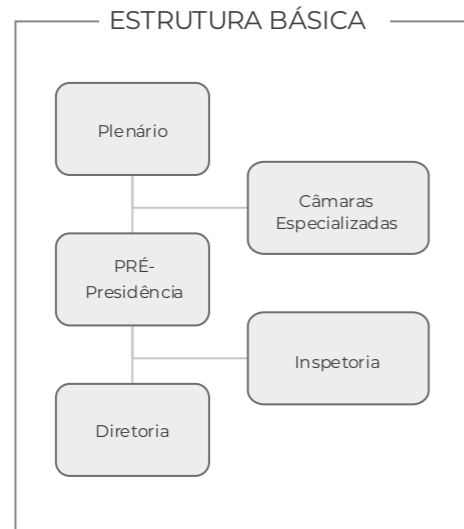 ESTRUTURA BÁSICA
Plenário
Câmaras
Especializadas
PRÉ-
Presidência
Inspetoria
Diretoria